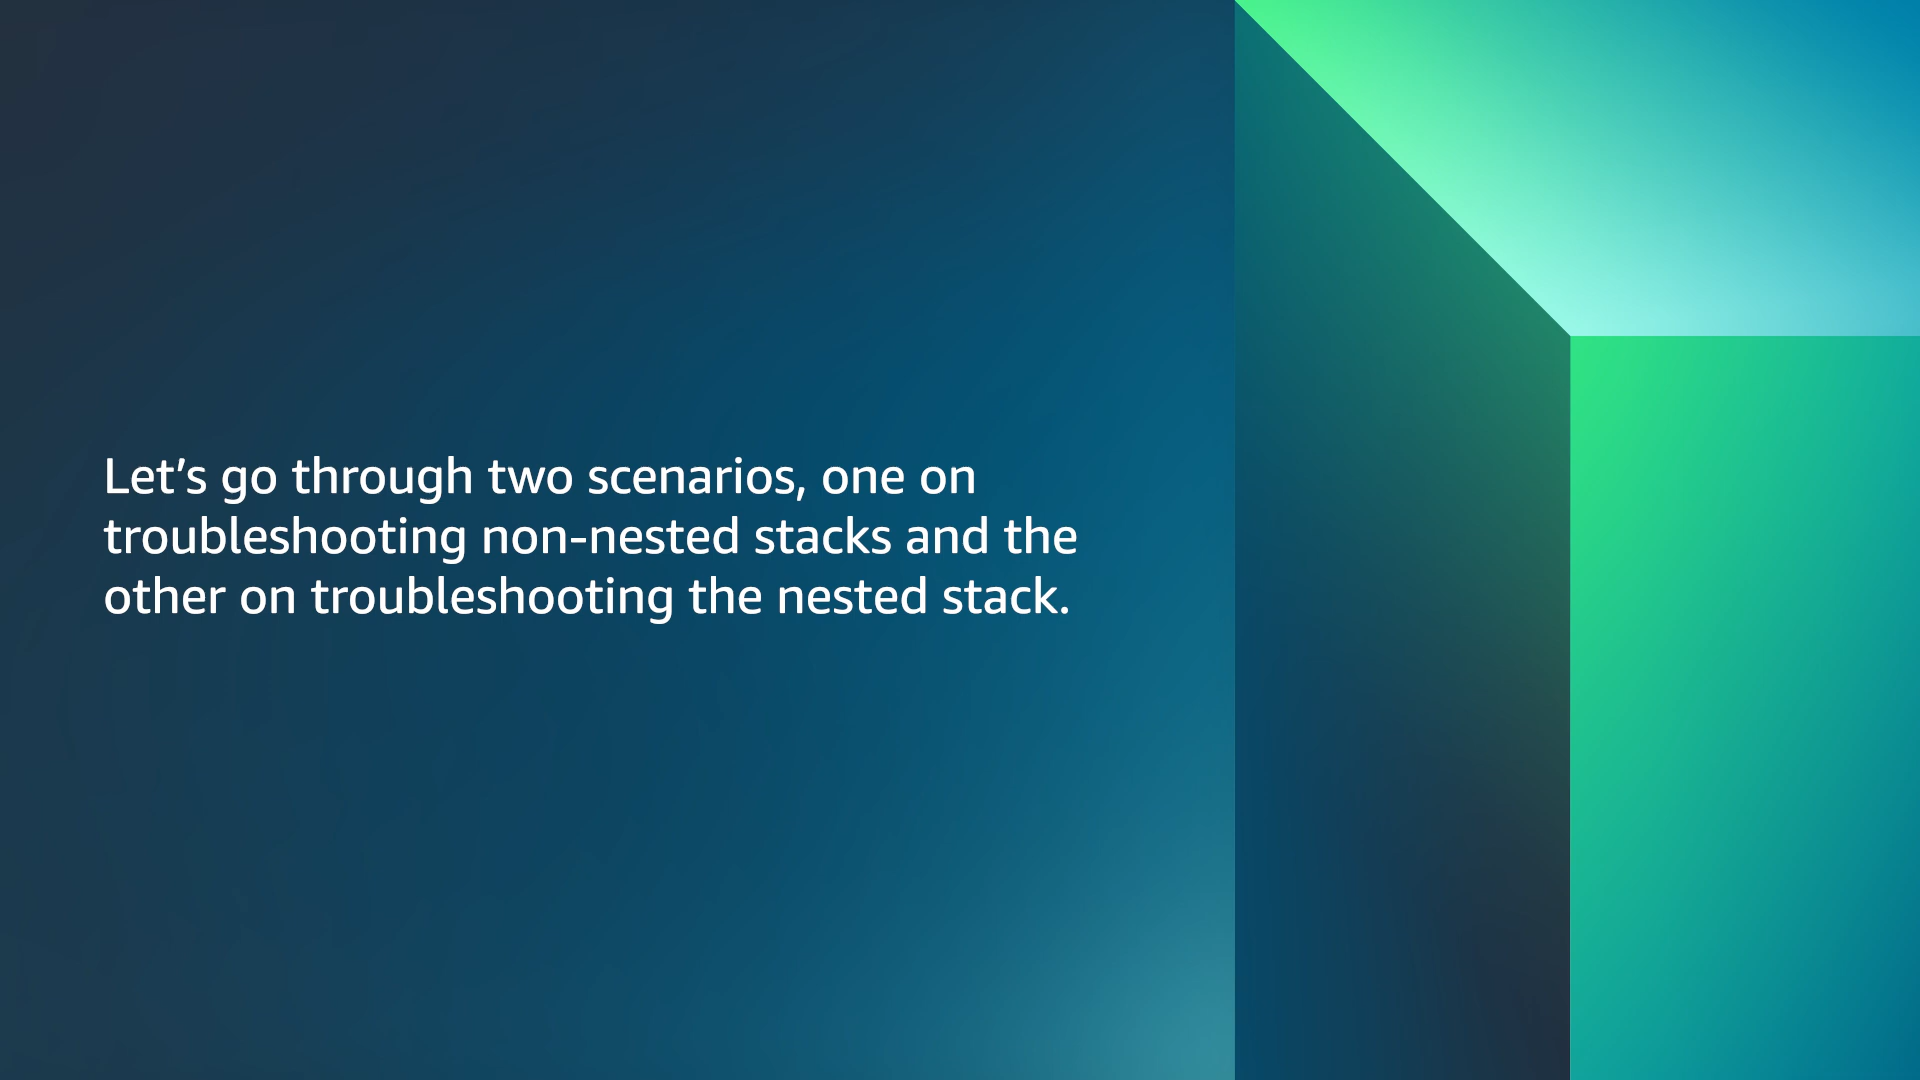 Let’s go through two scenarios, one on
troubleshooting non-nested stacks and the
other on troubleshooting the nested stack.